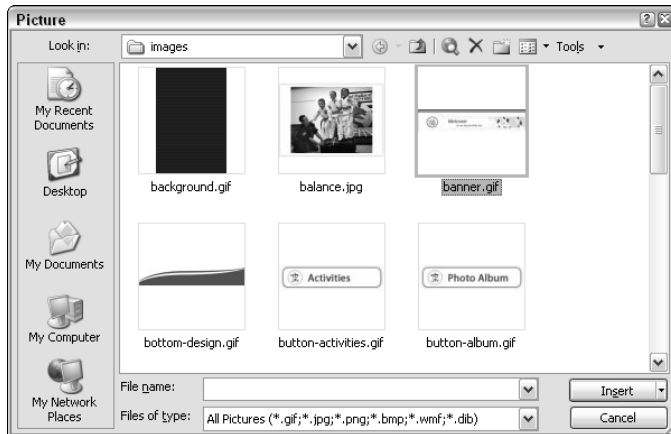 Picture
Look in:
images
Tools
My Recent
Documents
Desktop
My Documents
My Computer
My Network
Places
background.gif
balance.jpg
banner.gif
Welcome
bottom-design.gif
Activities
button-activities.gif
Photo Album
button-album.gif
File name:
Insert
Files of type:
All Pictures (*.gif;*.jpg;*.png;*.bmp;*.wmf;*.dib)
Cancel